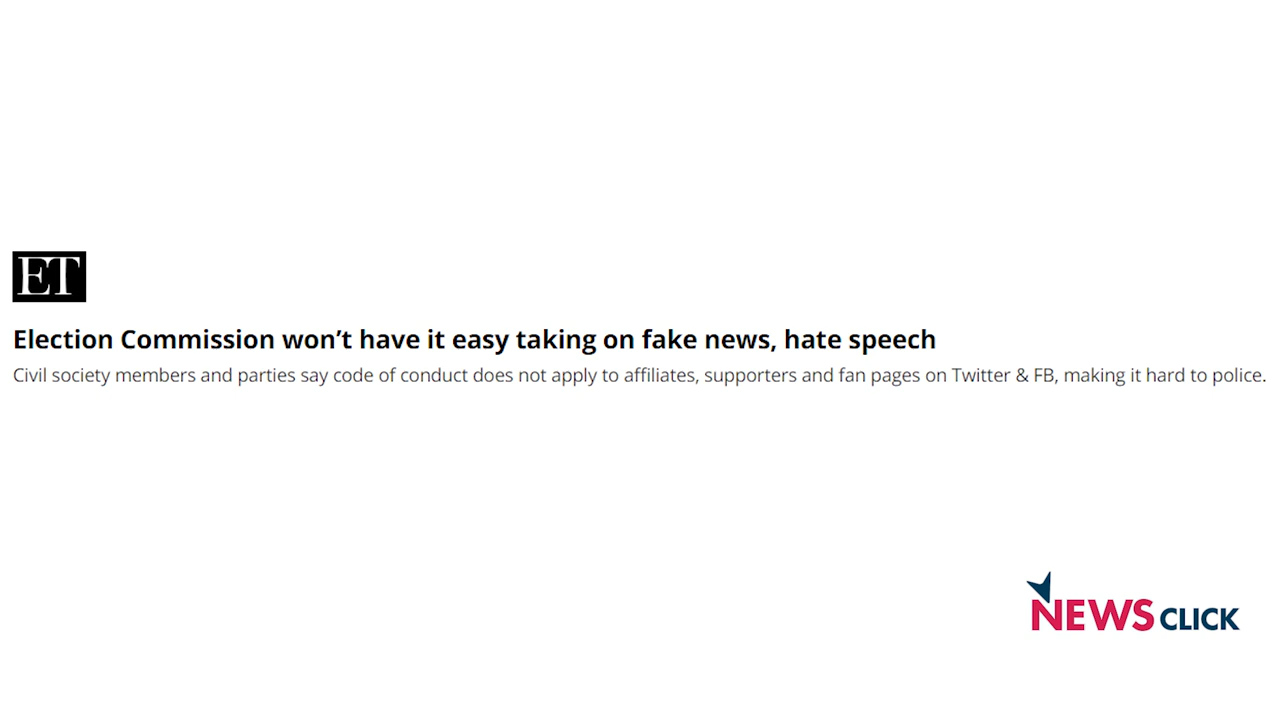 ET
Election Commission won’t have it easy taking on fake news, hate speech
Civil society members and parties say code of conduct does not apply to affiliates, supporters and fan pages on Twitter & FB, making it hard to police.
NEWSCLICK